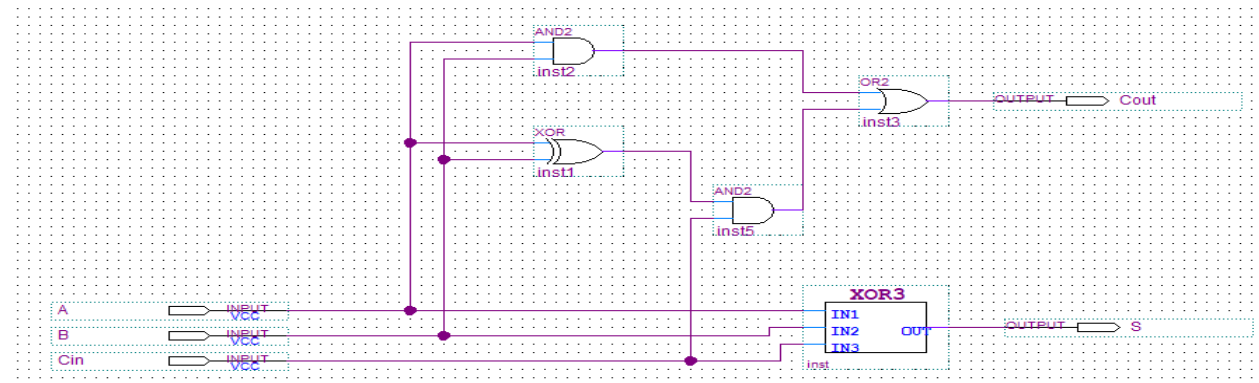 AND2
inst2
OR2
OUTPUT Cout
inst3
XOR
inst1
AND2
inst5
XOR3
A INPUT
VCC
IN1
B INPUT
VCC
IN2 OUT
OUTPUT S
Cin INPUT
VCC
IN3
inst